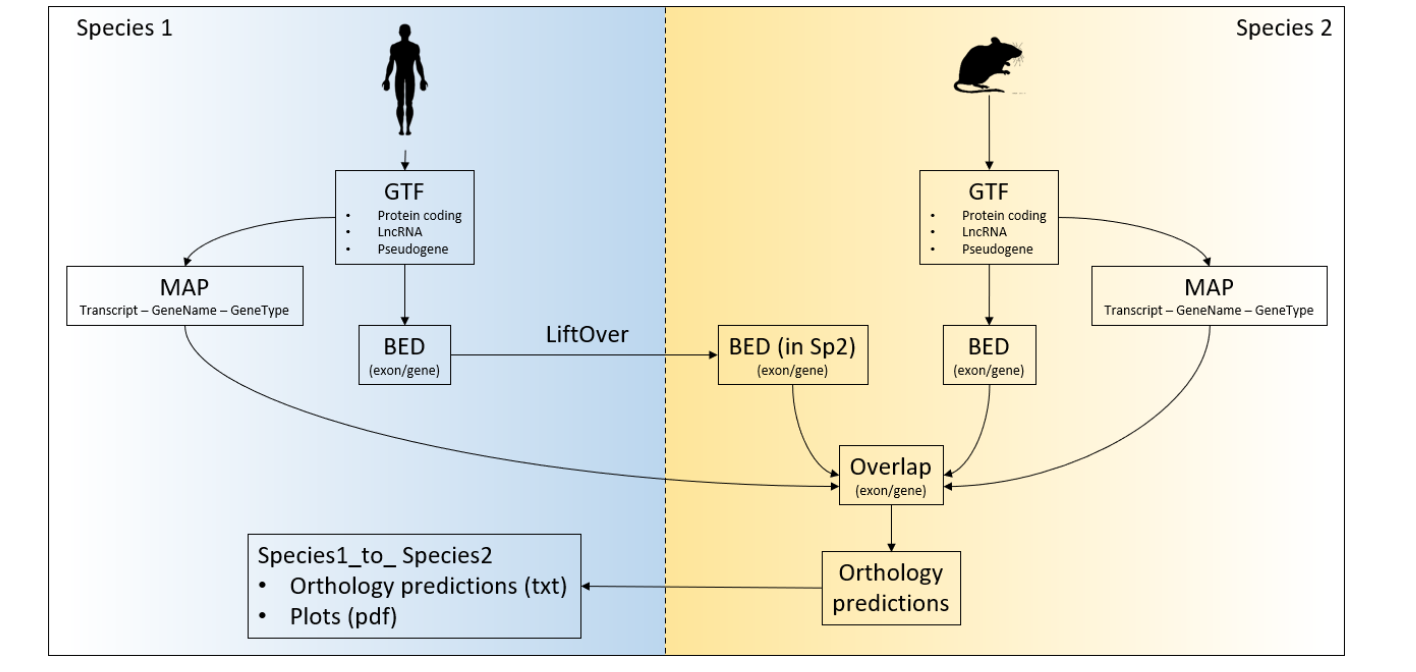 Species 1
Species 2
GTF
• Protein coding
• LncRNA
• Pseudogene
GTF
• Protein coding
• LncRNA
• Pseudogene
MAP
Transcript – GeneName – GeneType
MAP
Transcript – GeneName – GeneType
BED
(exon/gene)
LiftOver
BED (in Sp2)
(exon/gene)
BED
(exon/gene)
Overlap
(exon/gene)
Species1_to_ Species2
• Orthology predictions (txt)
• Plots (pdf)
Orthology
predictions